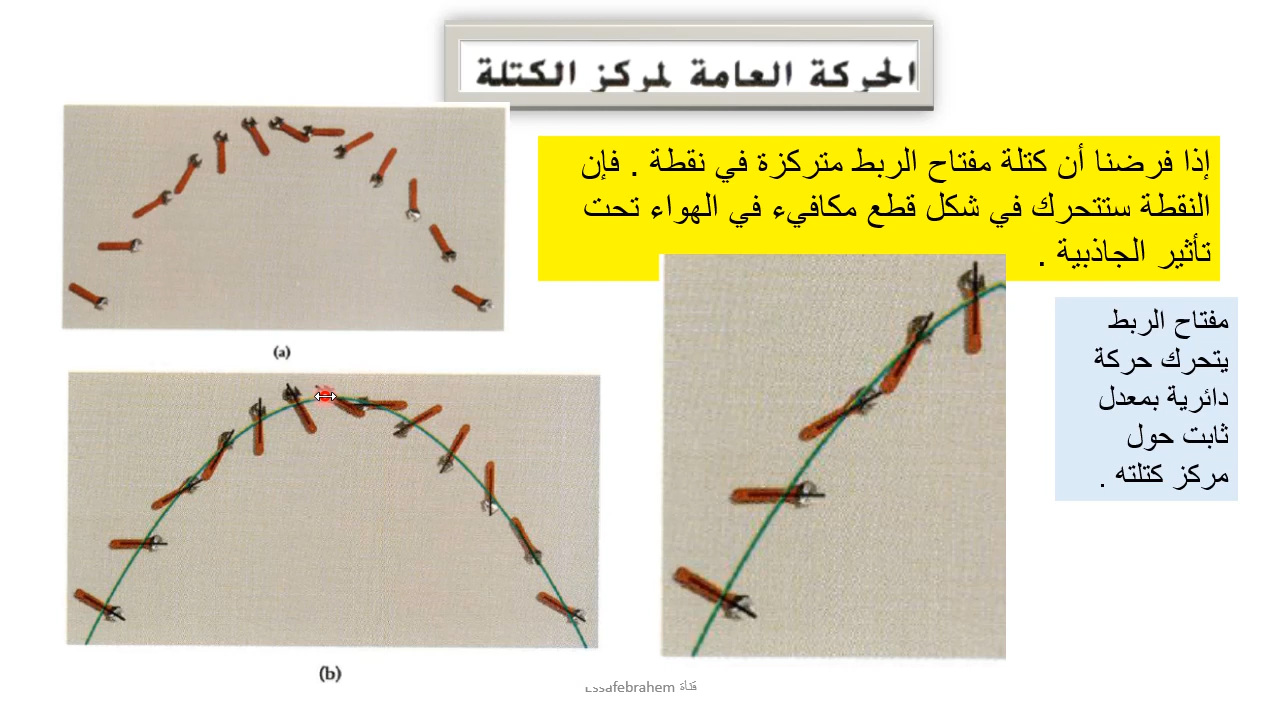 الحركة العامة لمركز الكتلة
إذا فرضنا أن كتلة مفتاح الربط متركزة في نقطة . فإن
النقطة ستتحرك في شكل قطع مكافيء في الهواء تحت
تأثير الجاذبية .
مفتاح الربط
يتحرك حركة
دائرية بمعدل
ثابت حول
مركز كتلته .
(a)
(b)
قناة Essafebrahem